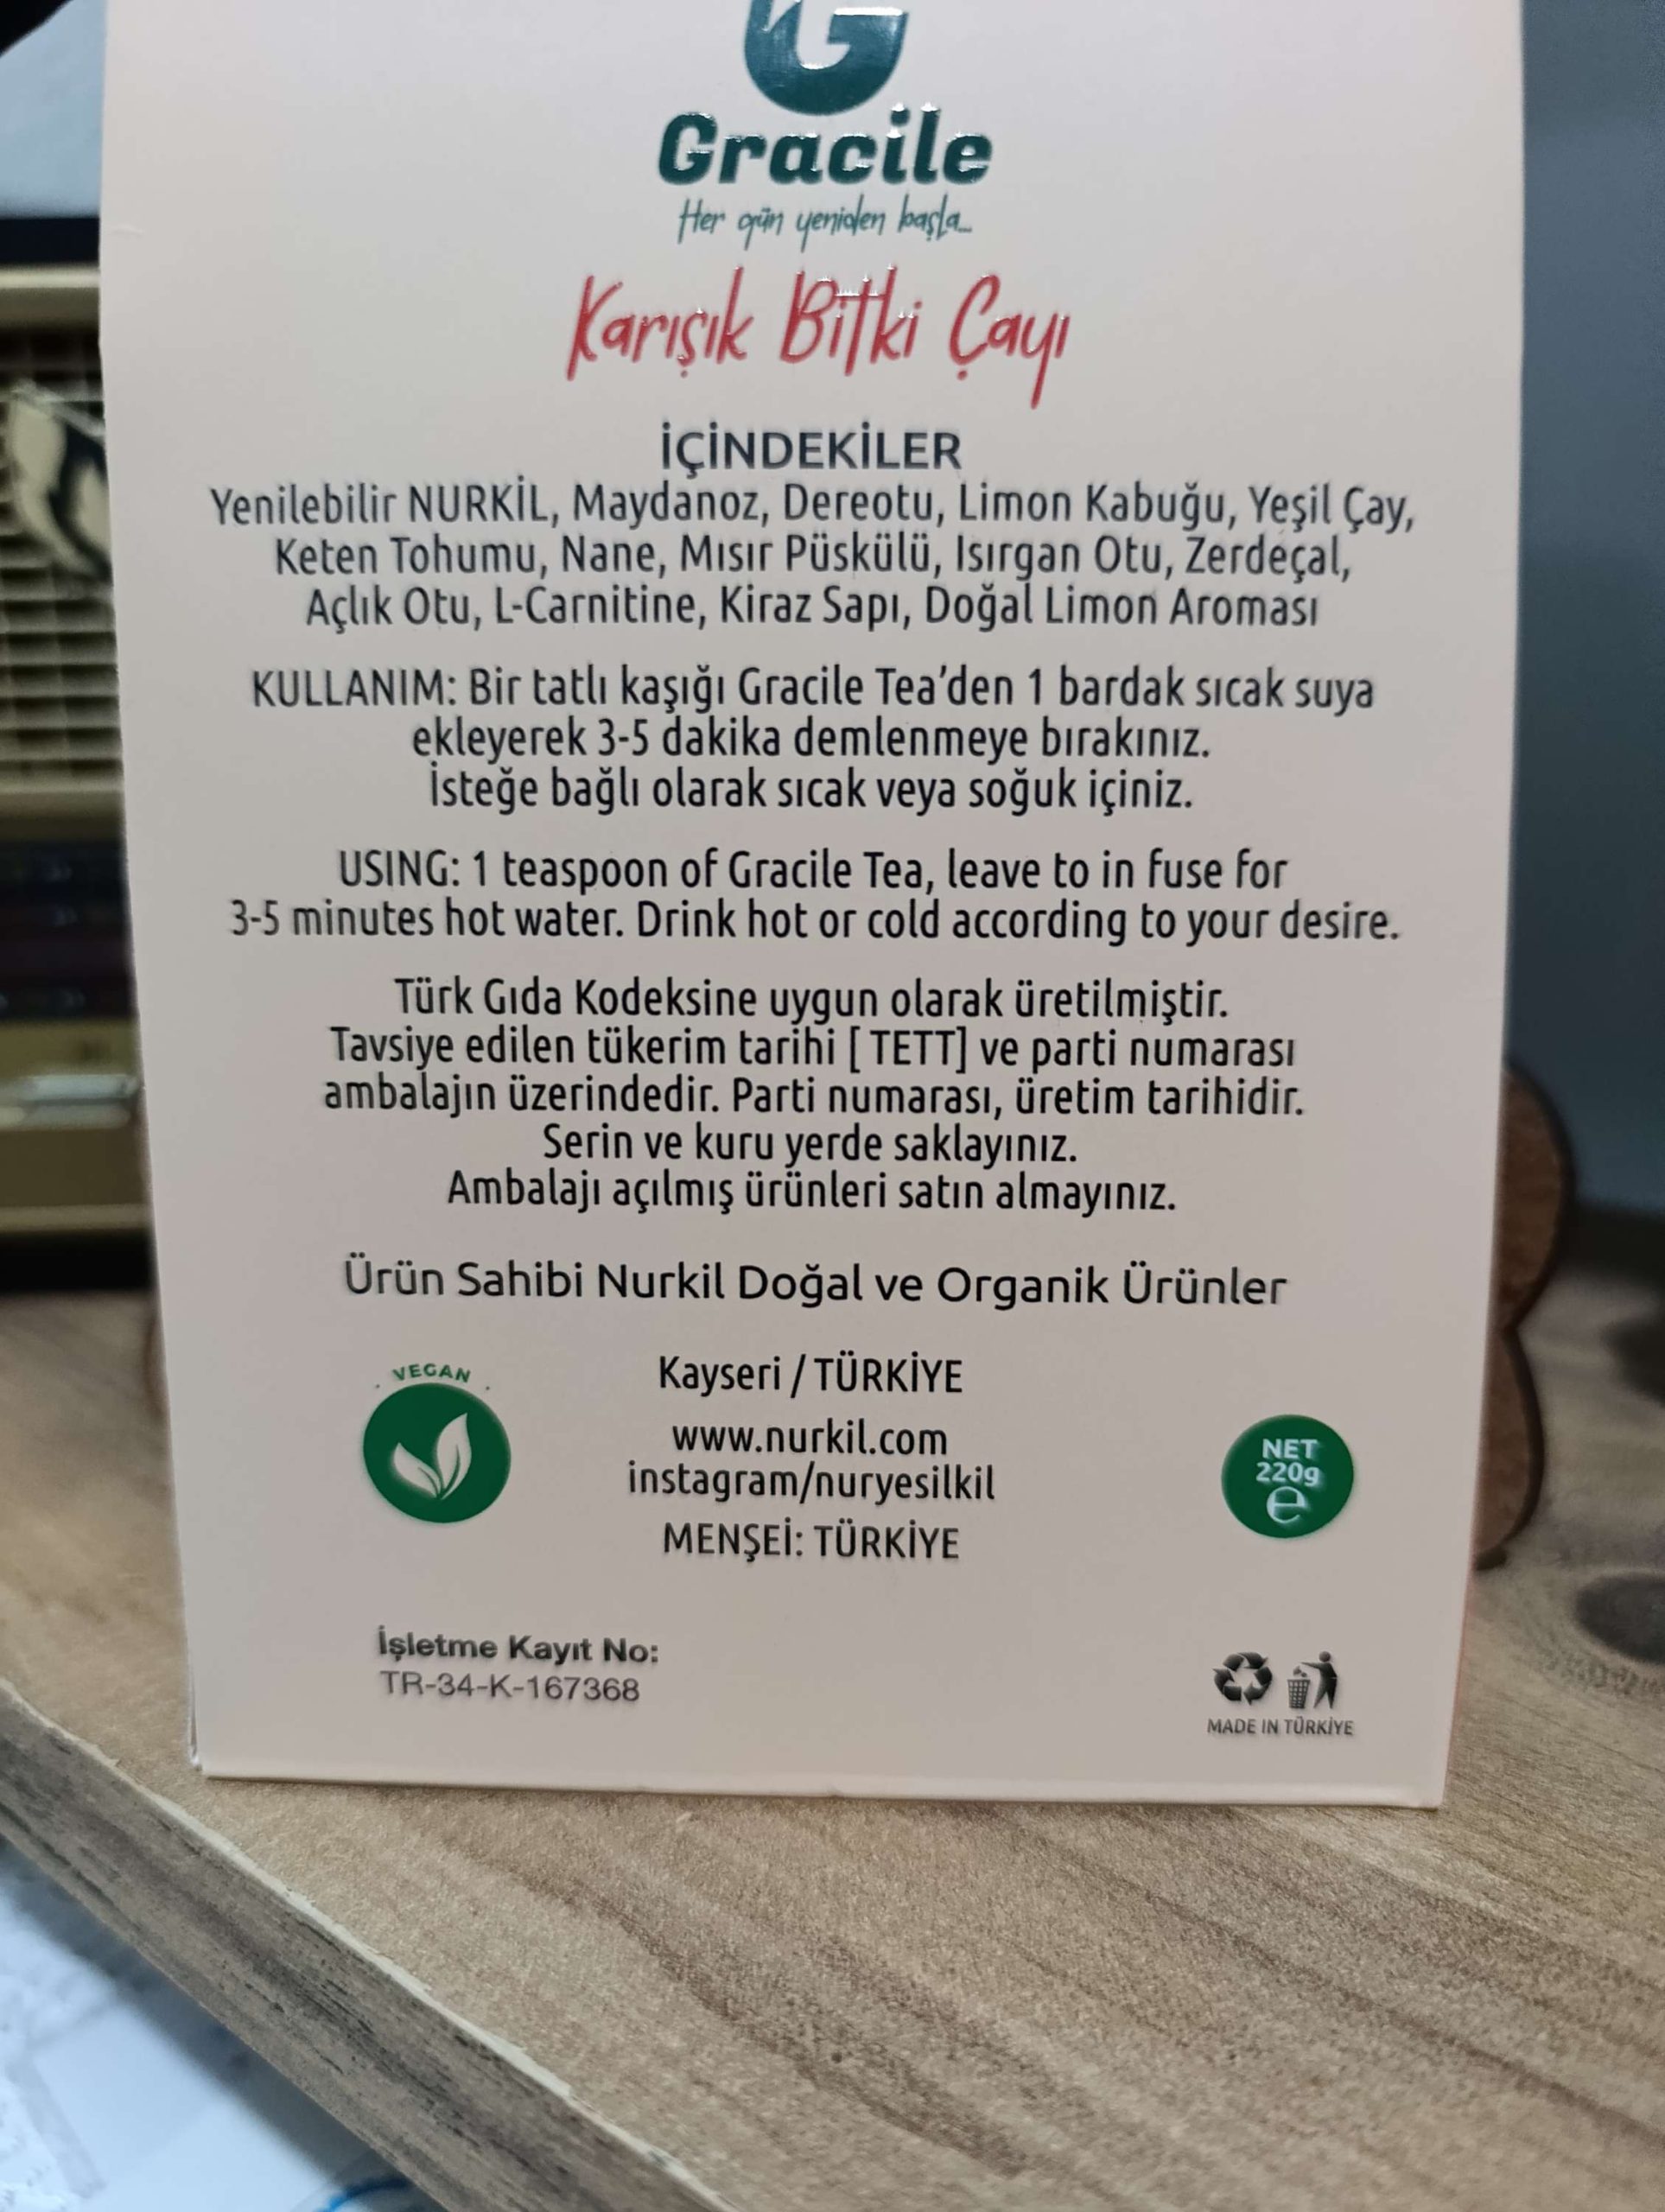 Gracile
Her gün yeniden başla...
Karışık Bitki Çayı
İÇİNDEKİLER
Yenilebilir NURKİL, Maydanoz, Dereotu, Limon Kabuğu, Yeşil Çay,
Keten Tohumu, Nane, Mısır Püskülü, Isırgan Otu, Zerdeçal,
Açlık Otu, L-Carnitine, Kiraz Sapı, Doğal Limon Aroması
KULLANIM: Bir tatlı kaşığı Gracile Tea'den 1 bardak sıcak suya
ekleyerek 3-5 dakika demlenmeye bırakınız.
İsteğe bağlı olarak sıcak veya soğuk içiniz.
USING: 1 teaspoon of Gracile Tea, leave to in fuse for
3-5 minutes hot water. Drink hot or cold according to your desire.
Türk Gıda Kodeksine uygun olarak üretilmiştir.
Tavsiye edilen tükerim tarihi [ TETT] ve parti numarası
ambalajın üzerindedir. Parti numarası, üretim tarihidir.
Serin ve kuru yerde saklayınız.
Ambalajı açılmış ürünleri satın almayınız.
Ürün Sahibi Nurkil Doğal ve Organik Ürünler
VEGAN
Kayseri / TÜRKİYE
www.nurkil.com
instagram/nuryesilkil
MENŞEİ: TÜRKİYE
NET
220g
e
İşletme Kayıt No:
TR-34-K-167368
MADE IN TÜRKİYE